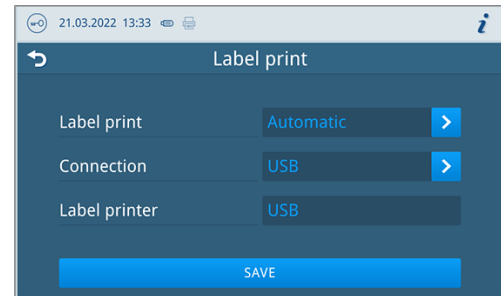 21.03.2022 13:33 i
Label print
Label print Automatic
Connection USB
Label printer USB
SAVE